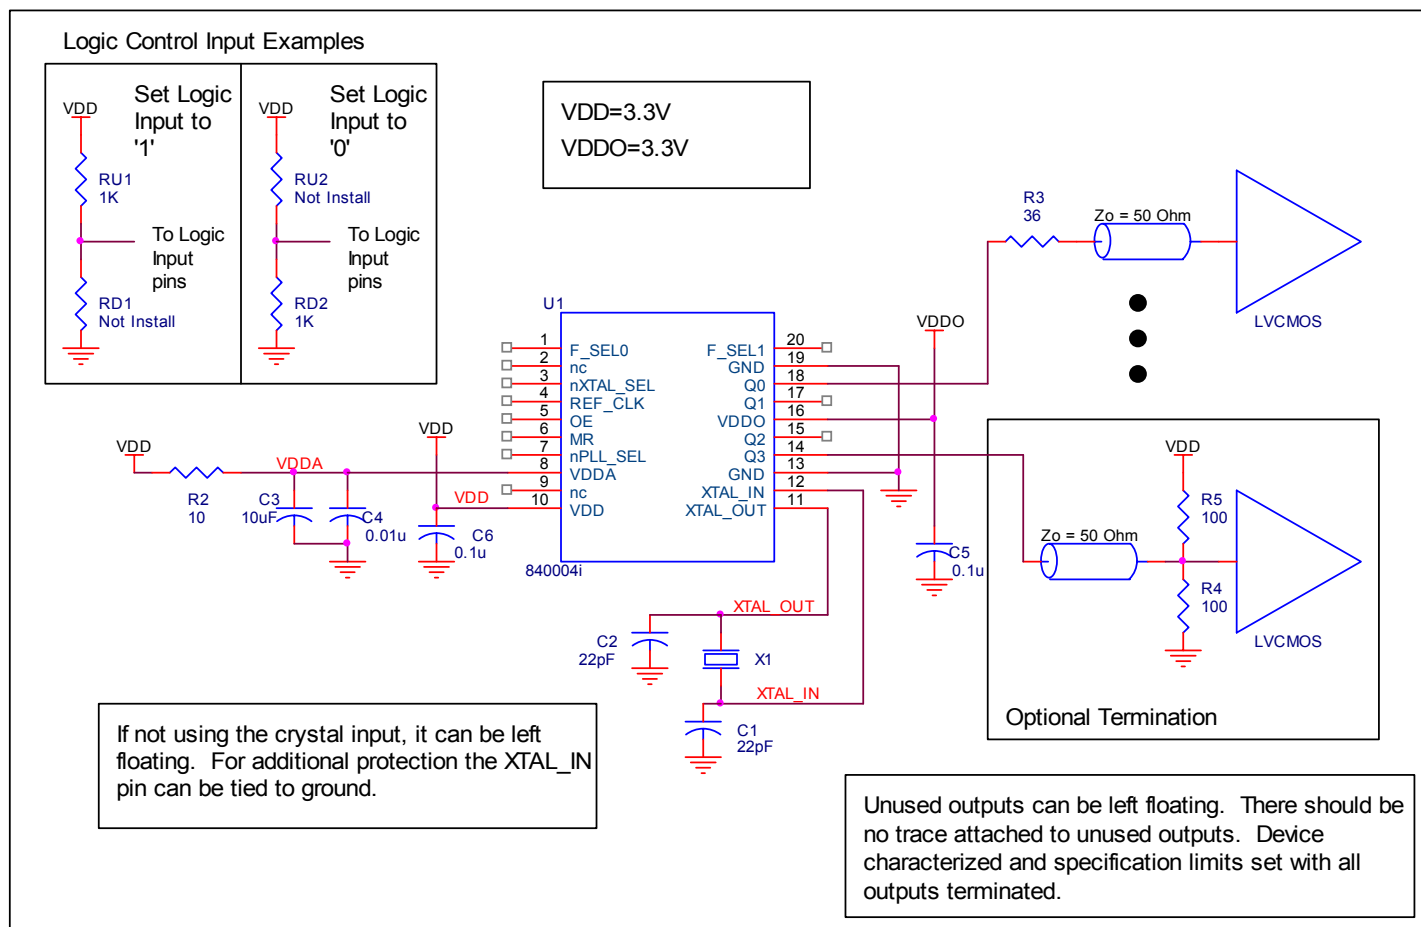 Logic Control Input Examples
VDD
Set Logic
Input to
'1'
RU1
1K
To Logic
Input
pins
RD1
Not Install
VDD
Set Logic
Input to
'0'
RU2
Not Install
To Logic
Input
pins
RD2
1K
VDD=3.3V
VDDO=3.3V
R3
36
Zo = 50 Ohm
LVCMOS
U1
1
F_SEL0
2
nc
3
nXTAL_SEL
4
REF_CLK
5
OE
6
MR
7
nPLL_SEL
8
VDDA
9
nc
10
VDD
20
F_SEL1
19
GND
18
Q0
17
Q1
16
VDDO
15
Q2
14
Q3
13
GND
12
XTAL_IN
11
XTAL_OUT
840004i
VDD
R2
10
VDDA
C3
10uF
C4
0.01u
VDD
VDD
C6
0.1u
VDDO
C5
0.1u
XTAL_OUT
C2
22pF
X1
XTAL_IN
C1
22pF
VDD
R5
100
Zo = 50 Ohm
R4
100
LVCMOS
Optional Termination
If not using the crystal input, it can be left
floating. For additional protection the XTAL_IN
pin can be tied to ground.
Unused outputs can be left floating. There should be
no trace attached to unused outputs. Device
characterized and specification limits set with all
outputs terminated.